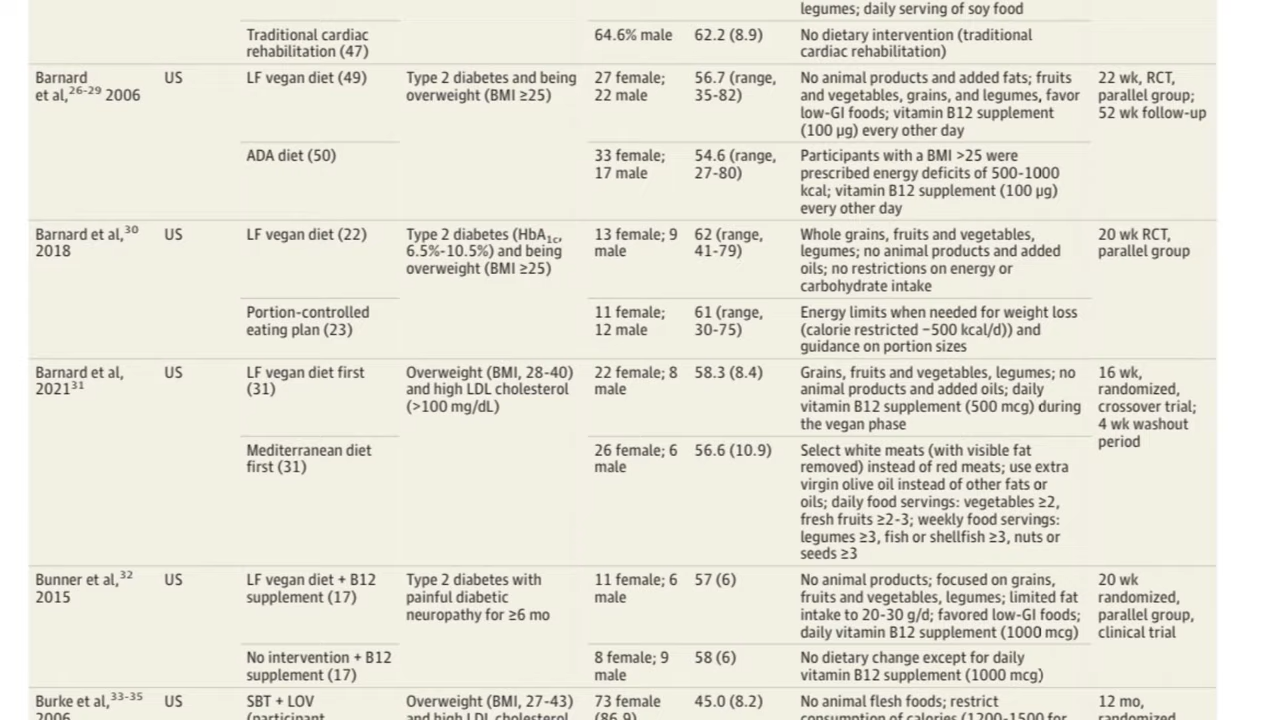 legumes; daily serving of soy food
Traditional cardiac
rehabilitation (47)
64.6% male
62.2 (8.9)
No dietary intervention (traditional
cardiac rehabilitation)
Barnard
et al,26-29 2006
US
LF vegan diet (49)
Type 2 diabetes and being
overweight (BMI ≥25)
27 female;
22 male
56.7 (range,
35-82)
No animal products and added fats; fruits
and vegetables, grains, and legumes, favor
low-GI foods; vitamin B12 supplement
(100 µg) every other day
22 wk, RCT,
parallel group;
52 wk follow-up
ADA diet (50)
33 female;
17 male
54.6 (range,
27-80)
Participants with a BMI >25 were
prescribed energy deficits of 500-1000
kcal; vitamin B12 supplement (100 µg)
every other day
Barnard et al,30
2018
US
LF vegan diet (22)
Type 2 diabetes (HbA1c,
6.5%-10.5%) and being
overweight (BMI ≥25)
13 female; 9
male
62 (range,
41-79)
Whole grains, fruits and vegetables,
legumes; no animal products and added
oils; no restrictions on energy or
carbohydrate intake
20 wk RCT,
parallel group
Portion-controlled
eating plan (23)
11 female;
12 male
61 (range,
30-75)
Energy limits when needed for weight loss
(calorie restricted ~500 kcal/d)) and
guidance on portion sizes
Barnard et al,
202131
US
LF vegan diet first
(31)
Overweight (BMI, 28-40)
and high LDL cholesterol
(>100 mg/dL)
22 female; 8
male
58.3 (8.4)
Grains, fruits and vegetables, legumes; no
animal products and added oils; daily
vitamin B12 supplement (500 mcg) during
the vegan phase
16 wk,
randomized,
crossover trial;
4 wk washout
period
Mediterranean diet
first (31)
26 female; 6
male
56.6 (10.9)
Select white meats (with visible fat
removed) instead of red meats; use extra
virgin olive oil instead of other fats or
oils; daily food servings: vegetables ≥2,
fresh fruits ≥2-3; weekly food servings:
legumes ≥3, fish or shellfish ≥3, nuts or
seeds ≥3
Bunner et al,32
2015
US
LF vegan diet + B12
supplement (17)
Type 2 diabetes with
painful diabetic
neuropathy for ≥6 mo
11 female; 6
male
57 (6)
No animal products; focused on grains,
fruits and vegetables, legumes; limited fat
intake to 20-30 g/d; favored low-GI foods;
daily vitamin B12 supplement (1000 mcg)
20 wk
randomized,
parallel group,
clinical trial
No intervention + B12
supplement (17)
8 female; 9
male
58 (6)
No dietary change except for daily
vitamin B12 supplement (1000 mcg)
Burke et al,33-35
2006
US
SBT + LOV
(participant
Overweight (BMI, 27-43)
and high LDL cholesterol
73 female
(86.9)
45.0 (8.2)
No animal flesh foods; restrict
consumption of calories (1200-1500 for
12 mo,
randomized